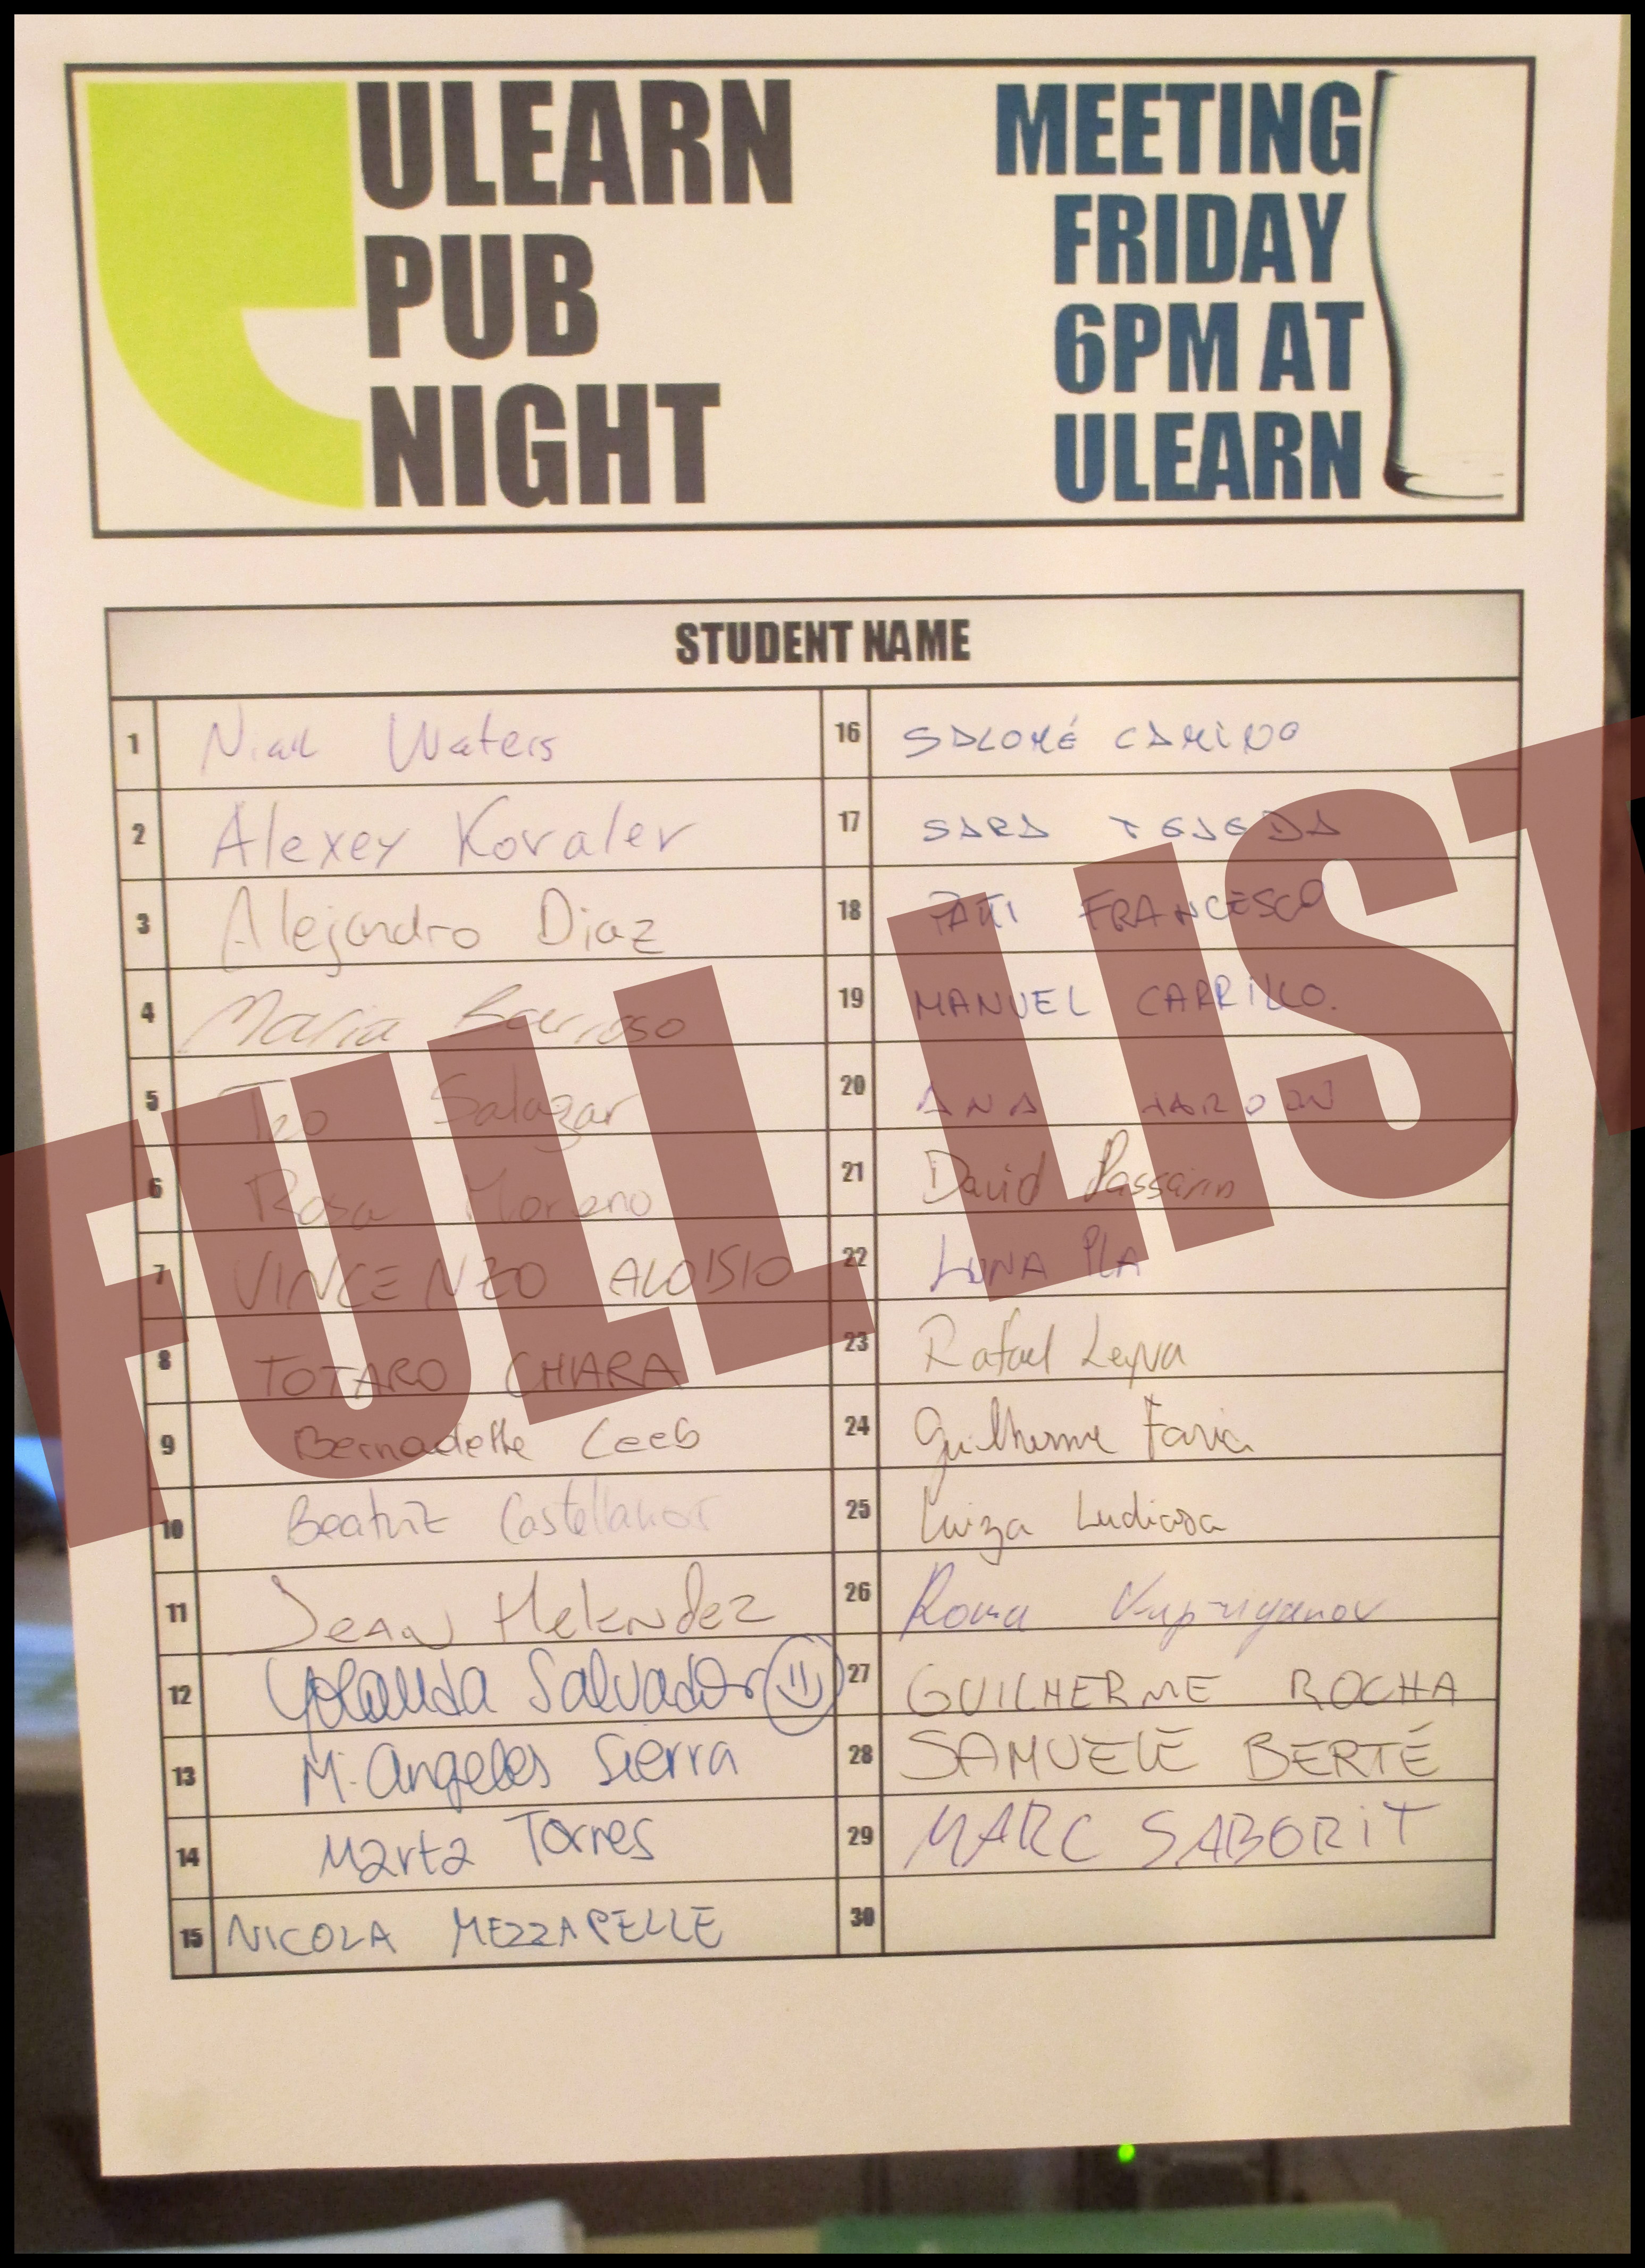 ULEARN
PUB
NIGHT
MEETING
FRIDAY
6PM AT
ULEARN
STUDENT NAME
1 Niall Waters
2 Alexey Kovalev
3 Alejandro Diaz
4 Maria Barroso
5 Teo Salazar
6 Rosa Moreno
7 VINCENZO ALOISIO
8 TOTARO CHIARA
9 Bernadette Leeb
10 Beatriz Castellanos
11 Jean Melendez
12 Yolanda Salvador
13 M. Angeles Sierra
14 Marta Torres
15 NICOLA MEZZAPELLE
16 SALOMÉ CAMINO
17 SARA TEJEDA
18 PATTI FRANCESCO
19 MANUEL CARRILLO.
20 ANA
21 David Passarin
22 LUNA PLA
23 Rafael Leyva
24 Guilherme Faria
25 Luiza
26 Roma Kupriyanov
27 GUILHERME ROCHA
28 SAMUELE BERTÉ
29 MARC SABORIT
30
FULL LIST